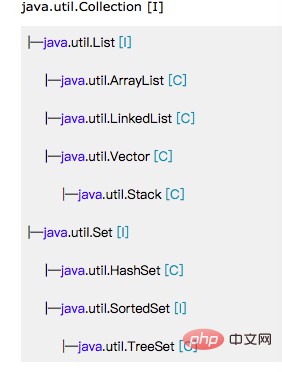 java.util.Collection [I]
├─java.util.List [I]
├─java.util.ArrayList [C]
├─java.util.LinkedList [C]
├─java.util.Vector [C]
├─java.util.Stack [C]
├─java.util.Set [I]
├─java.util.HashSet [C]
├─java.util.SortedSet [I]
├─java.util.TreeSet [C]
php 中文网